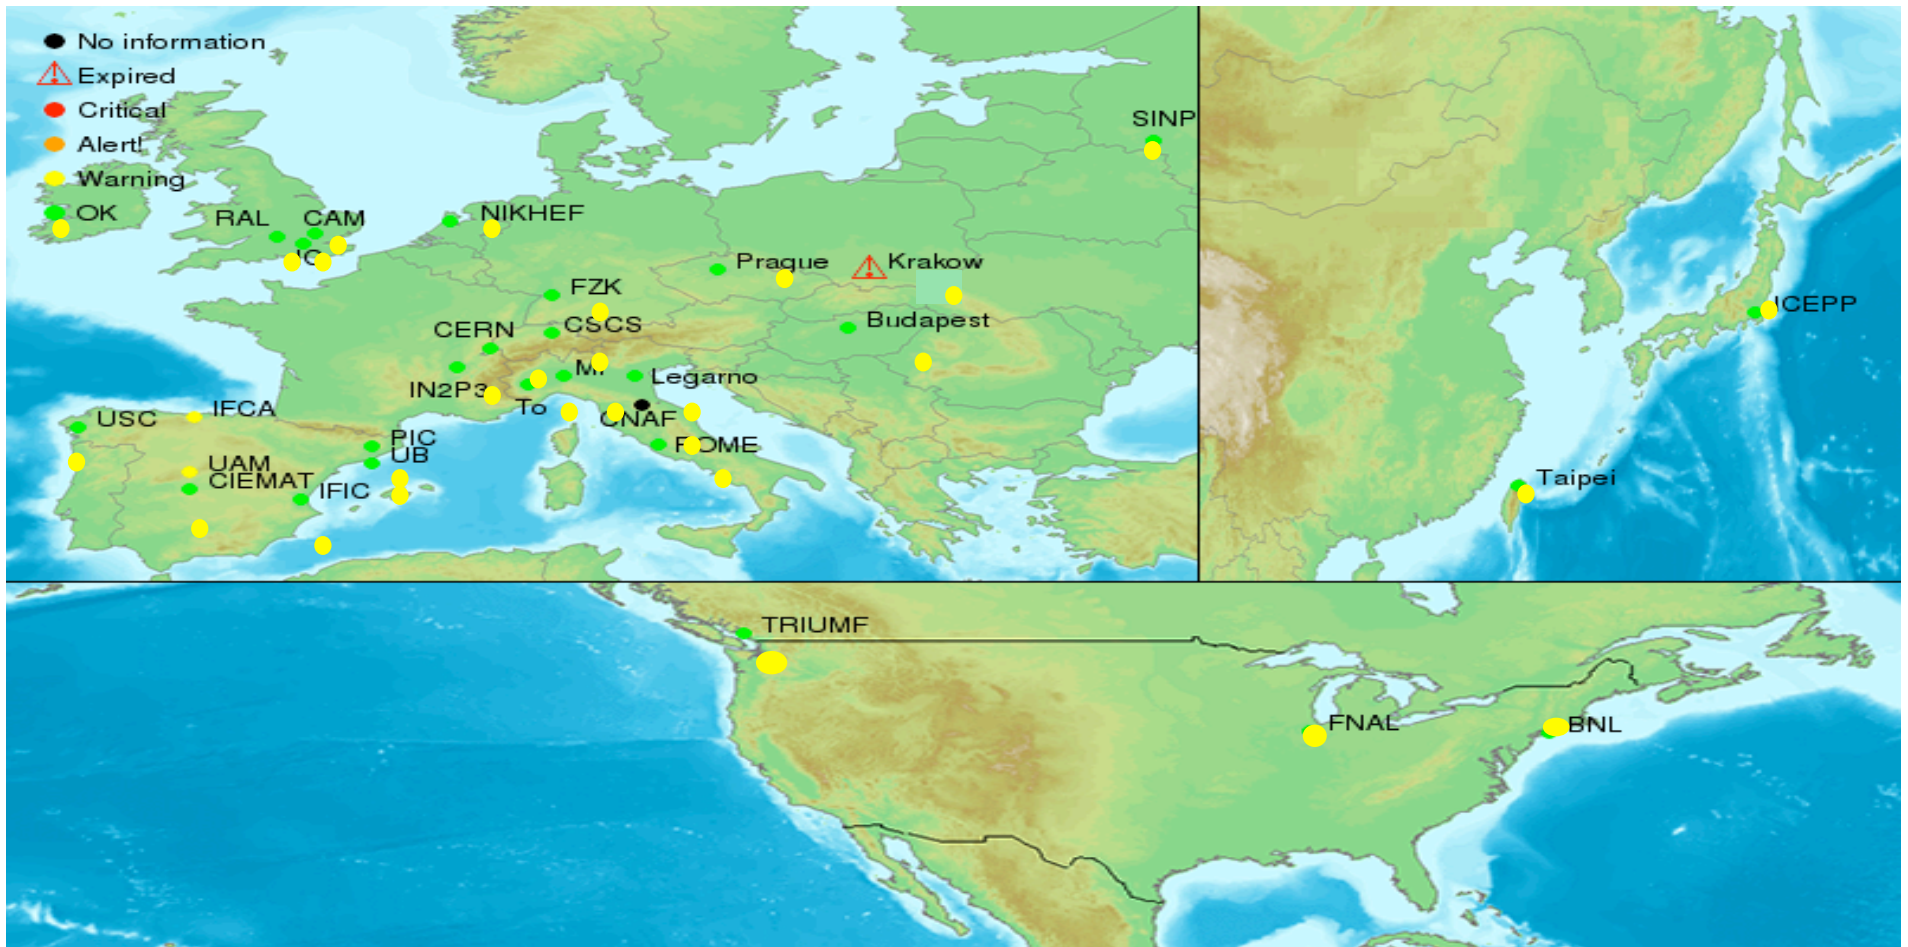 No information
Expired
Critical
Alert!
Warning
OK
RAL
CAM
NIKHEF
SINP
Prague
Krakow
FZK
CSCS
CERN
Budapest
IN2P3
Legarno
To
CNAF
ROME
USC
IFCA
PIC
UB
UAM
CIEMAT
IFIC
ICEPP
Taipei
TRIUMF
FNAL
BNL